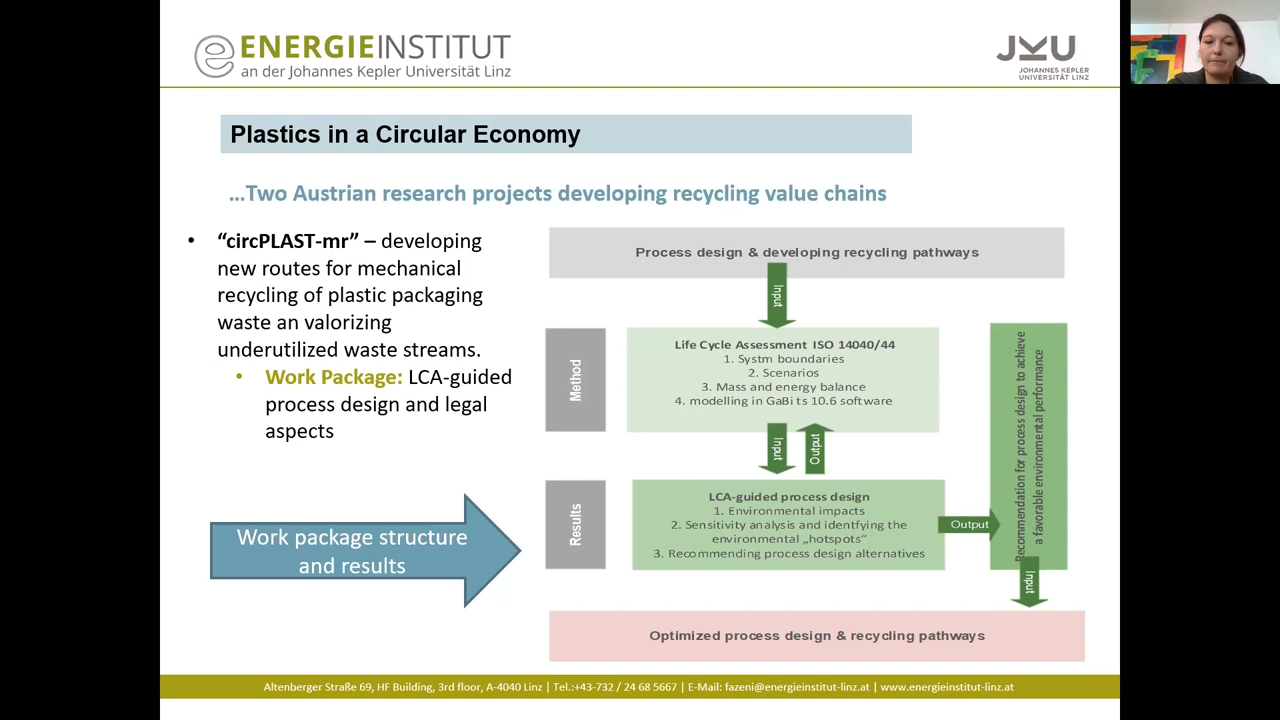 ENERGIEINSTITUT
an der Johannes Kepler Universität Linz
JKU
JOHANNES KEPLER
UNIVERSITÄT LINZ
Plastics in a Circular Economy
…Two Austrian research projects developing recycling value chains
• “circPLAST-mr” – developing
new routes for mechanical
recycling of plastic packaging
waste an valorizing
underutilized waste streams.
• Work Package: LCA-guided
process design and legal
aspects
Work package structure
and results
Process design & developing recycling pathways
Input
Method
Life Cycle Assessment ISO 14040/44
1. Systm boundaries
2. Scenarios
3. Mass and energy balance
4. modelling in GaBi ts 10.6 software
Input
Output
Results
LCA-guided process design
1. Environmental impacts
2. Sensitivity analysis and identfying the
environmental „hotspots“
3. Recommending process design alternatives
Output
Recommendation for process design to achieve
a favorable environmental performance
Input
Optimized process design & recycling pathways
Altenberger Straße 69, HF Building, 3rd floor, A-4040 Linz | Tel.:+43-732 / 24 68 5667 | E-Mail: fazeni@energieinstitut-linz.at | www.energieinstitut-linz.at